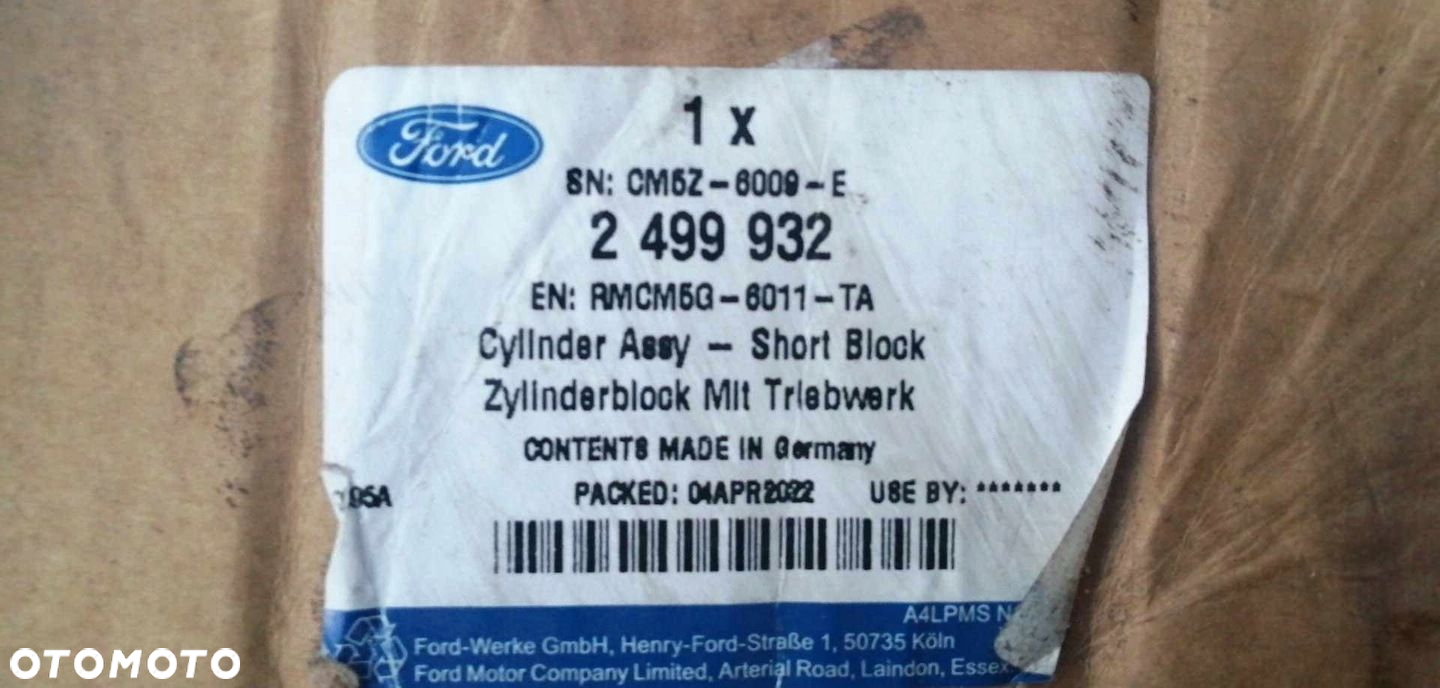 Ford
1 x
SN: CM5Z-6009-E
2 499 932
EN: RMCM5G-6011-TA
Cylinder Assy - Short Block
Zylinderblock Mit Triebwerk
CONTENTS MADE IN Germany
PACKED: 04APR2022 USE BY: *******
A4LPMS
Ford-Werke GmbH, Henry-Ford-Straße 1, 50735 Köln
Ford Motor Company Limited, Arterial Road, Laindon, Essex
OTOMOTO